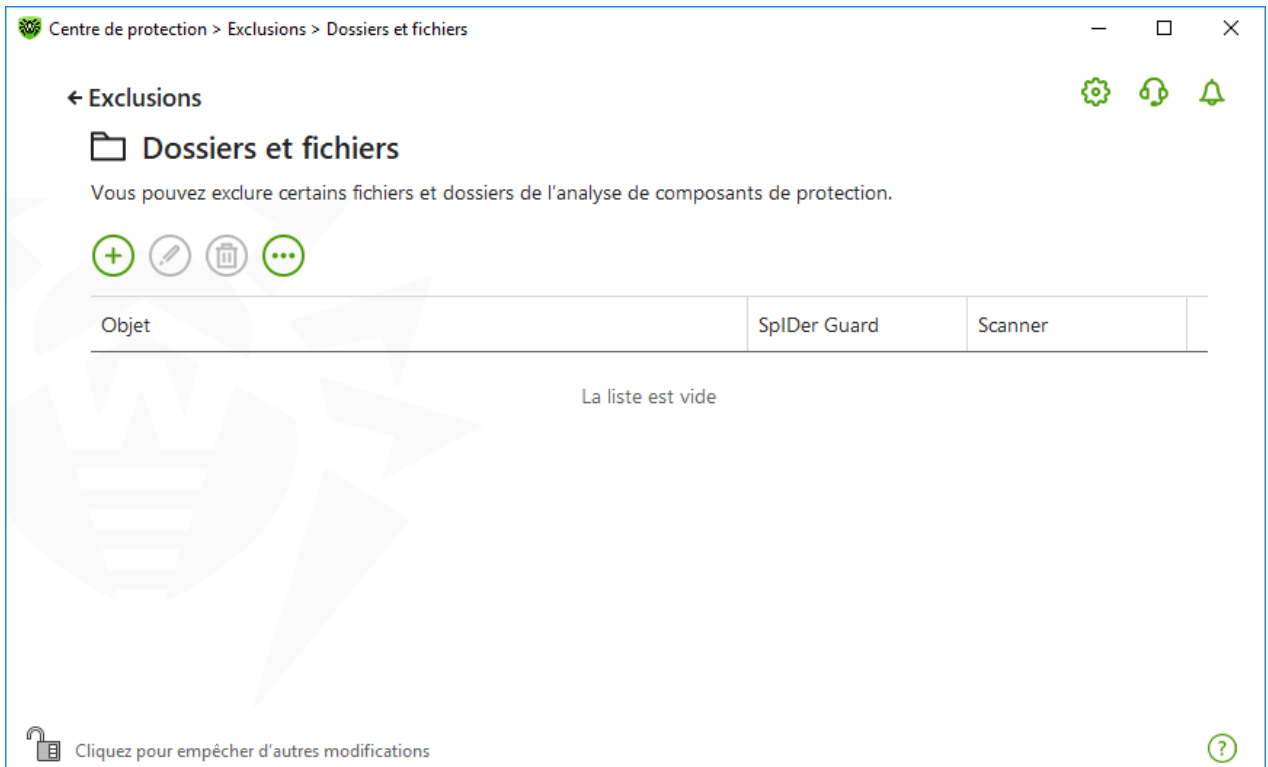 Centre de protection > Exclusions > Dossiers et fichiers
Exclusions
Dossiers et fichiers
Vous pouvez exclure certains fichiers et dossiers de l'analyse de composants de protection.
Objet SpIDer Guard Scanner
La liste est vide
Cliquez pour empêcher d'autres modifications
?